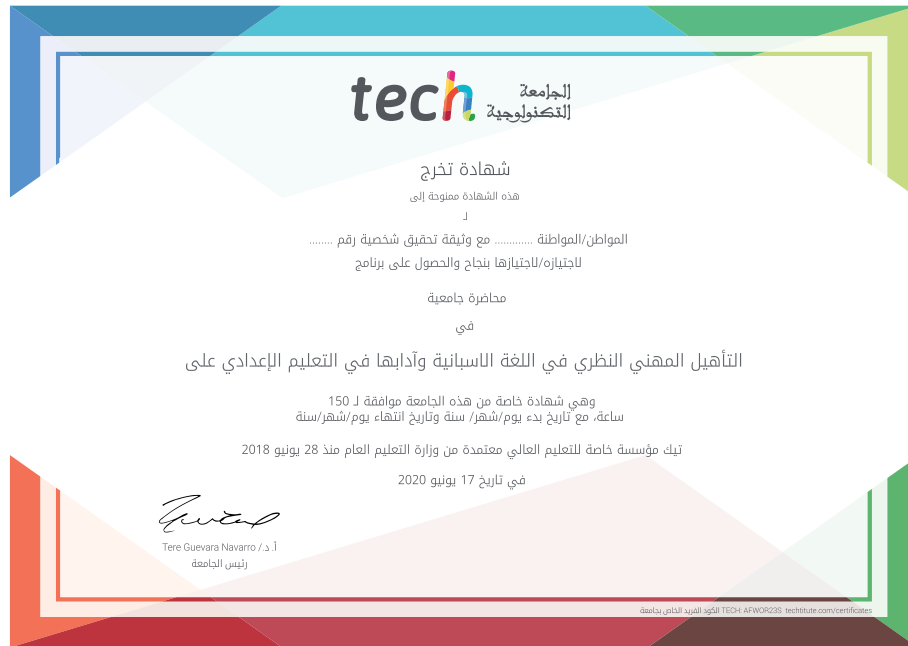 tech الجامعة
التكنولوجية
شهادة تخرج
هذه الشهادة ممنوحة إلى
لـ
المواطن/المواطنة ............. مع وثيقة تحقيق شخصية رقم ........
لاجتيازه/لاجتيازها بنجاح والحصول على برنامج
محاضرة جامعية
في
التأهيل المهني النظري في اللغة الاسبانية وآدابها في التعليم الإعدادي على
وهي شهادة خاصة من هذه الجامعة موافقة لـ 150
ساعة، مع تاريخ بدء يوم/شهر/ سنة وتاريخ انتهاء يوم/شهر/سنة
تيك مؤسسة خاصة للتعليم العالي معتمدة من وزارة التعليم العام منذ 28 يونيو 2018
في تاريخ 17 يونيو 2020
أ. د./ Tere Guevara Navarro
رئيس الجامعة
الكود الفريد الخاص بجامعة TECH: AFWOR23S techtitute.com/certificates